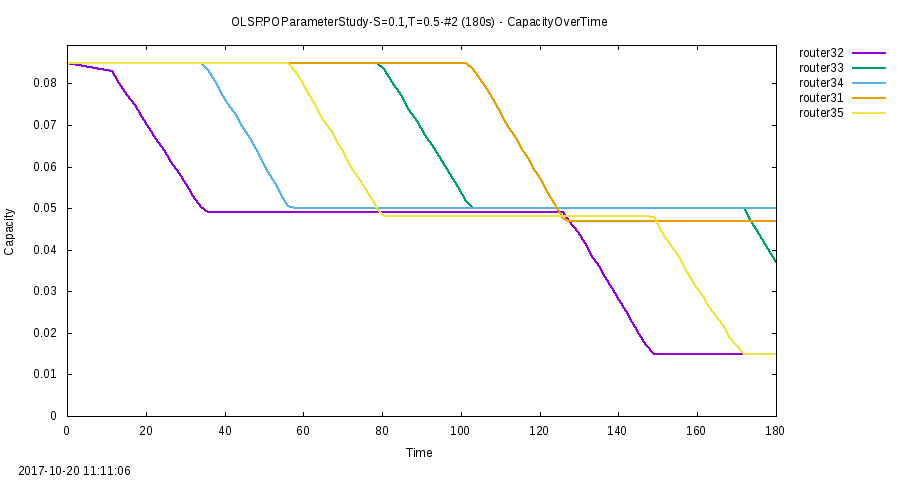 OLSRPOParameterStudy-S=0.1,T=0.5-#2 (180s) - CapacityOverTime
router32
router33
router34
router31
router35
0.08
0.07
0.06
0.05
0.04
0.03
0.02
0.01
0
Capacity
0 20 40 60 80 100 120 140 160 180
Time
2017-10-20 11:11:06